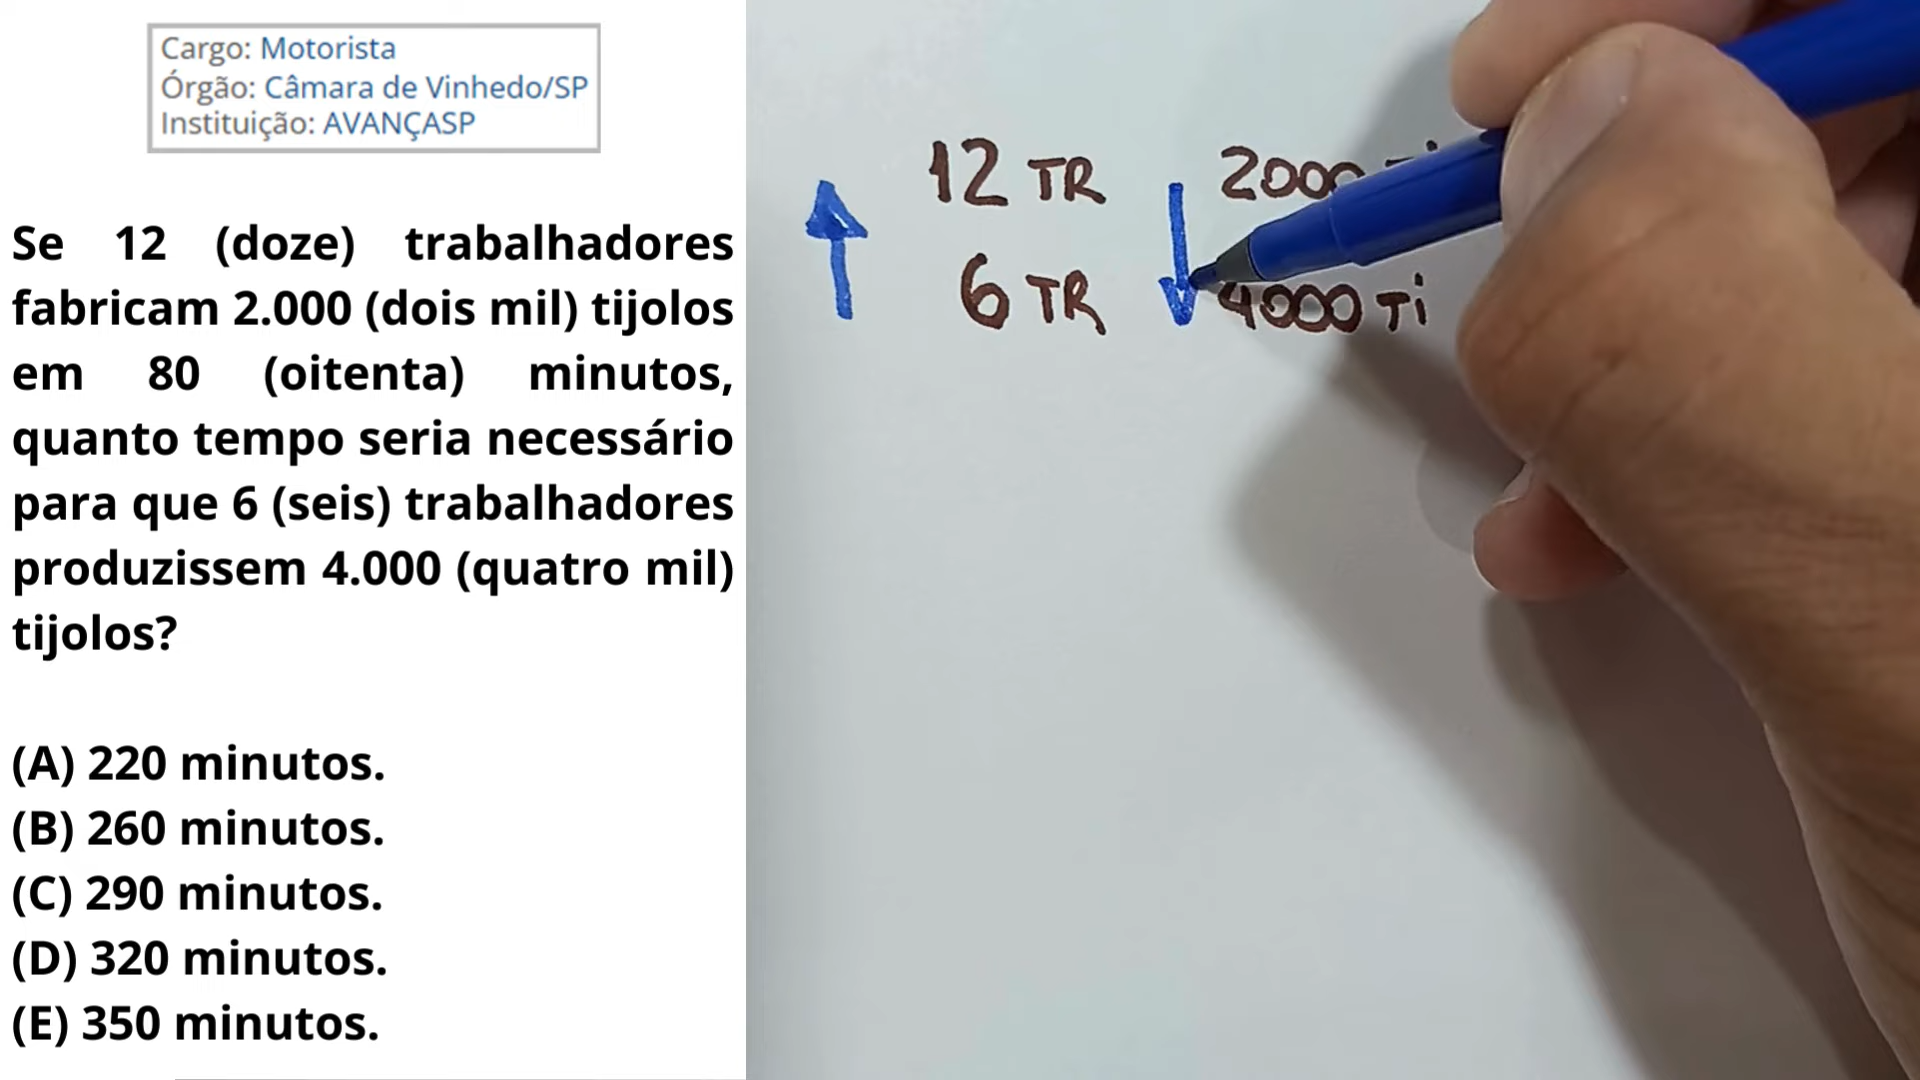 Cargo: Motorista
Órgão: Câmara de Vinhedo/SP
Instituição: AVANÇASP
Se 12 (doze) trabalhadores
fabricam 2.000 (dois mil) tijolos
em 80 (oitenta) minutos,
quanto tempo seria necessário
para que 6 (seis) trabalhadores
produzissem 4.000 (quatro mil)
tijolos?
(A) 220 minutos.
(B) 260 minutos.
(C) 290 minutos.
(D) 320 minutos.
(E) 350 minutos.
12 TR 2000
6 TR 4000 Ti